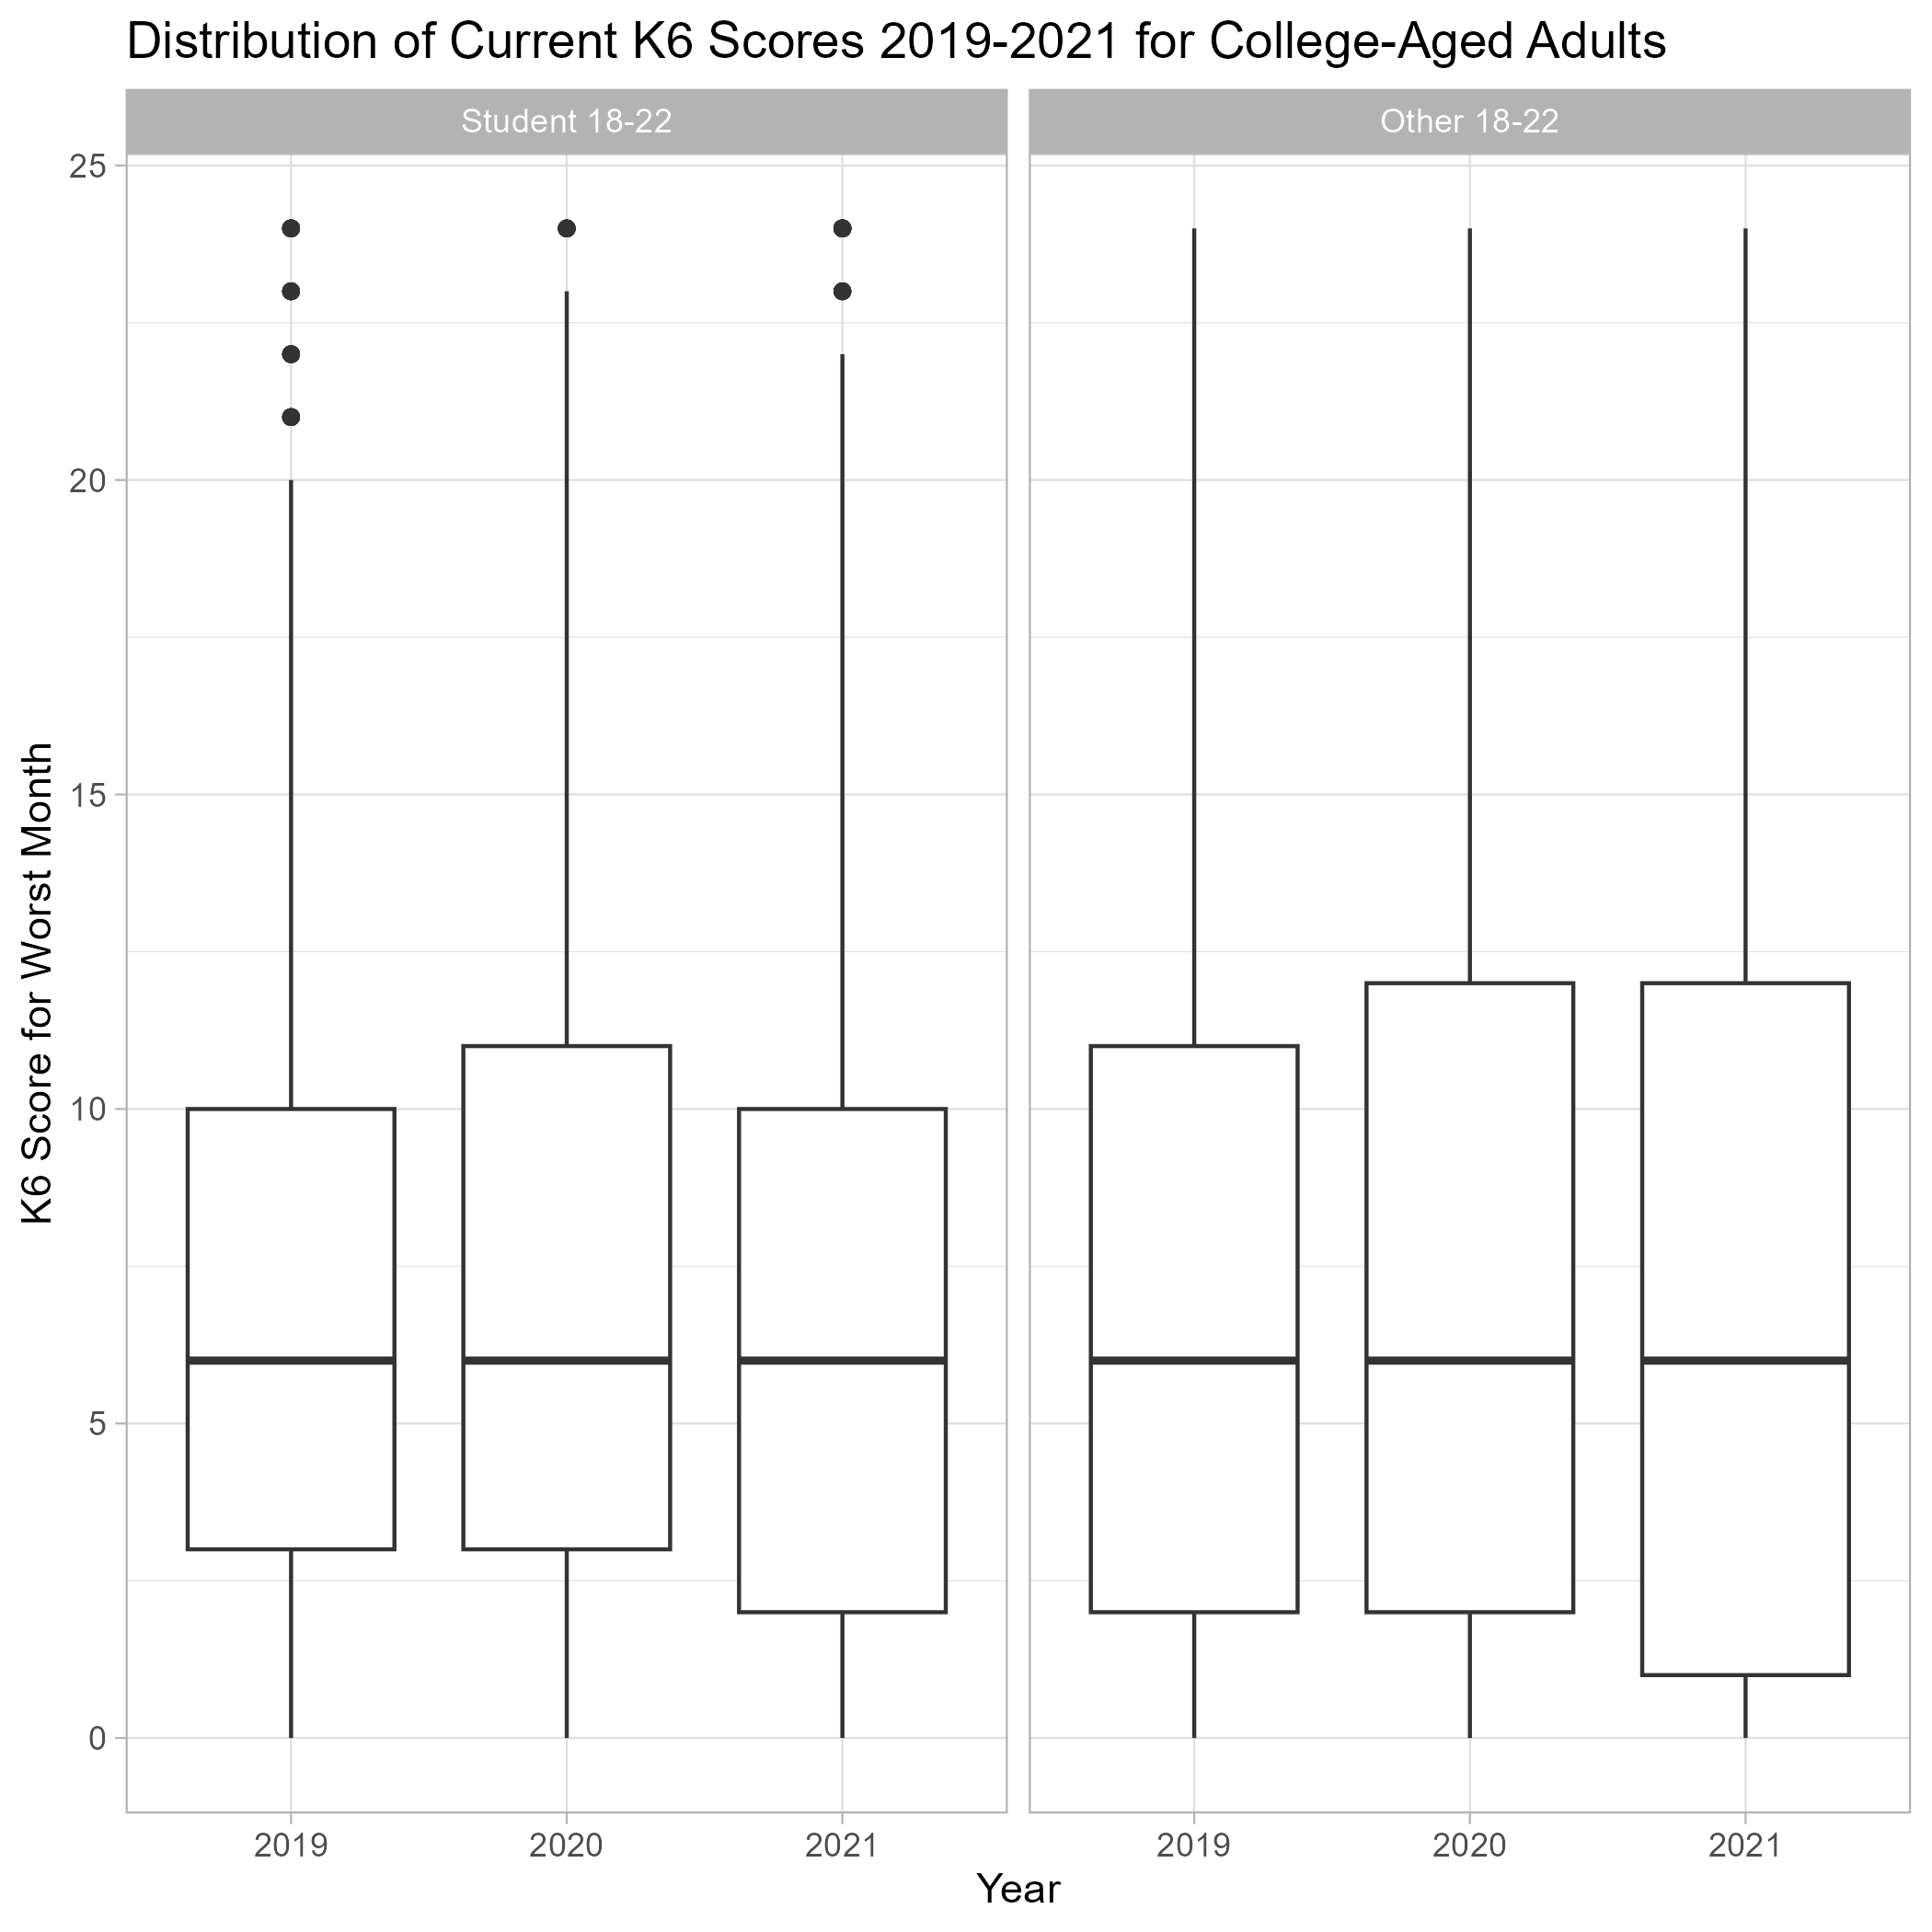 Distribution of Current K6 Scores 2019-2021 for College-Aged Adults
Student 18-22
Other 18-22
K6 Score for Worst Month
25
20
15
10
5
0
2019
2020
2021
2019
2020
2021
Year